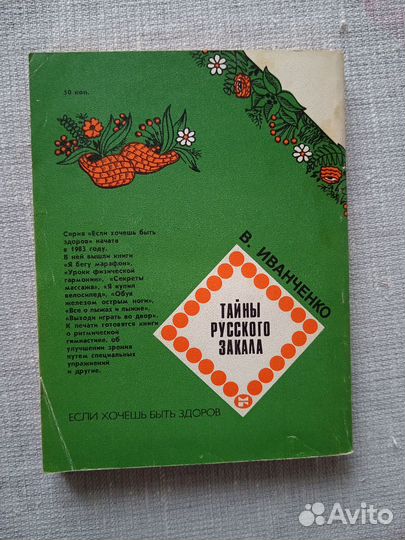 50 коп.
Серия «Если хочешь быть
здоров» начата
в 1983 году.
В ней вышли книги
«Я бегу марафон»,
«Уроки физической
гармонии», «Секреты
массажа», «Я купил
велосипед», «Обуи
железом острым ноги»,
«Все о лыжах и лыжне»,
«Выходи играть во двор».
К печати готовятся книги
о ритмической
гимнастике, об
улучшении зрения
путем специальных
упражнений
и другие.
В. ИВАНЧЕНКО
ТАЙНЫ
РУССКОГО
ЗАКАЛА
ЕСЛИ ХОЧЕШЬ БЫТЬ ЗДОРОВ
Avito